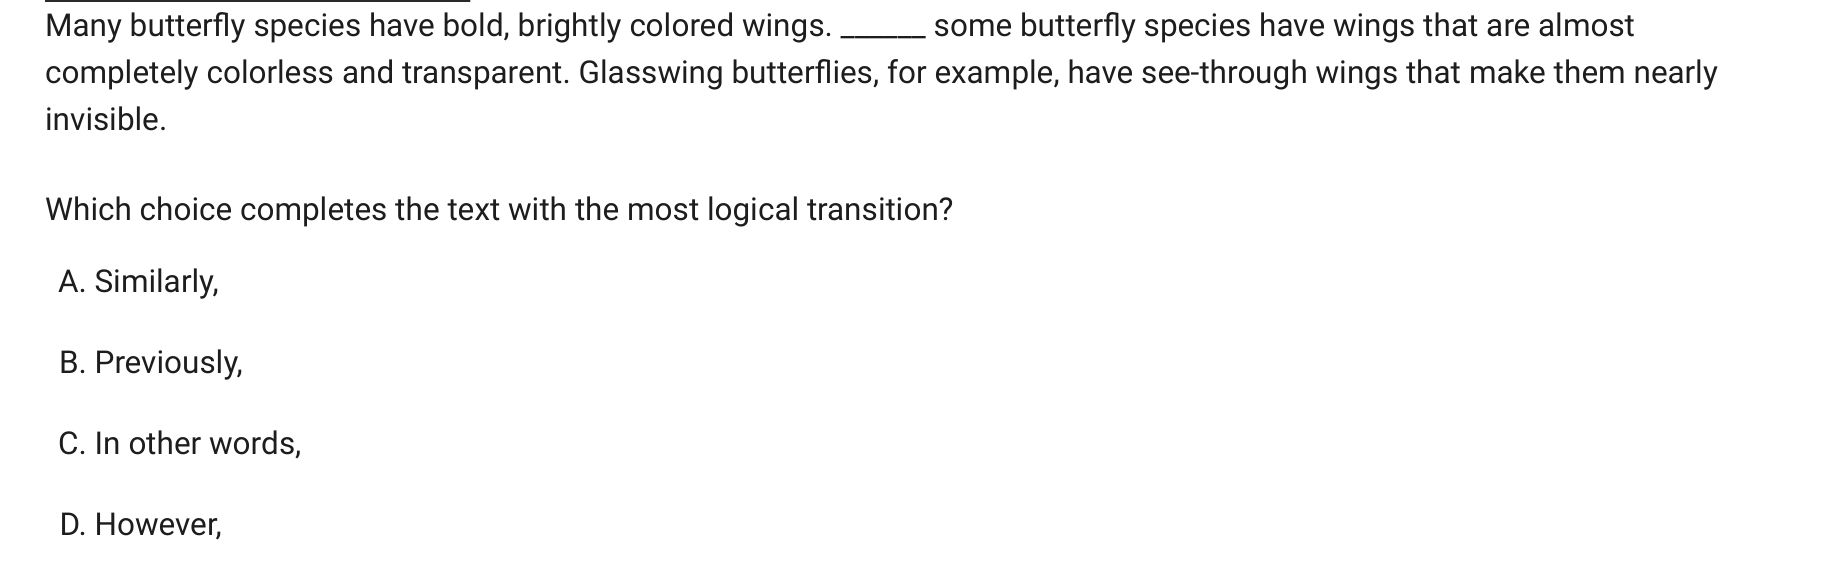 Many butterfly species have bold, brightly colored wings. ______ some butterfly species have wings that are almost
completely colorless and transparent. Glasswing butterflies, for example, have see-through wings that make them nearly
invisible.
Which choice completes the text with the most logical transition?
A. Similarly,
B. Previously,
C. In other words,
D. However,